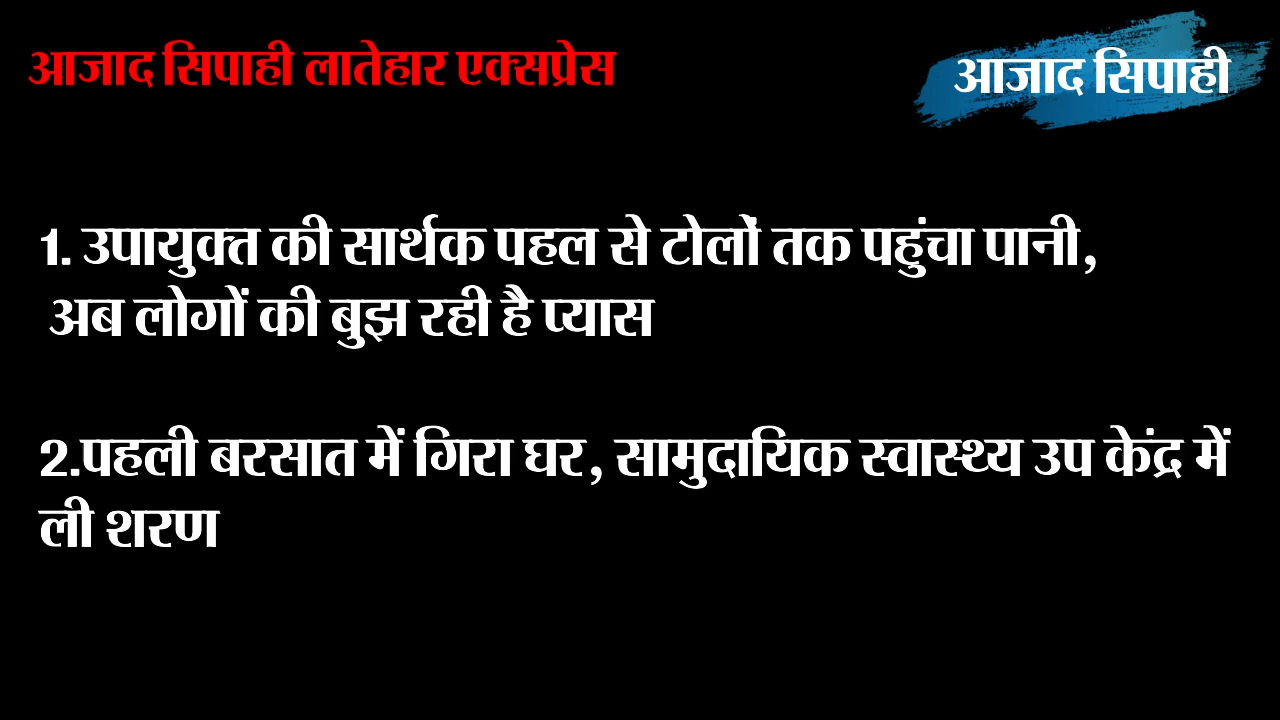 आजाद सिपाही लातेहार एक्सप्रेस
आजाद सिपाही
1. उपायुक्त की सार्थक पहल से टोलों तक पहुंचा पानी,
अब लोगों की बुझ रही है प्यास
2.पहली बरसात में गिरा घर, सामुदायिक स्वास्थ्य उप केंद्र में
ली शरण